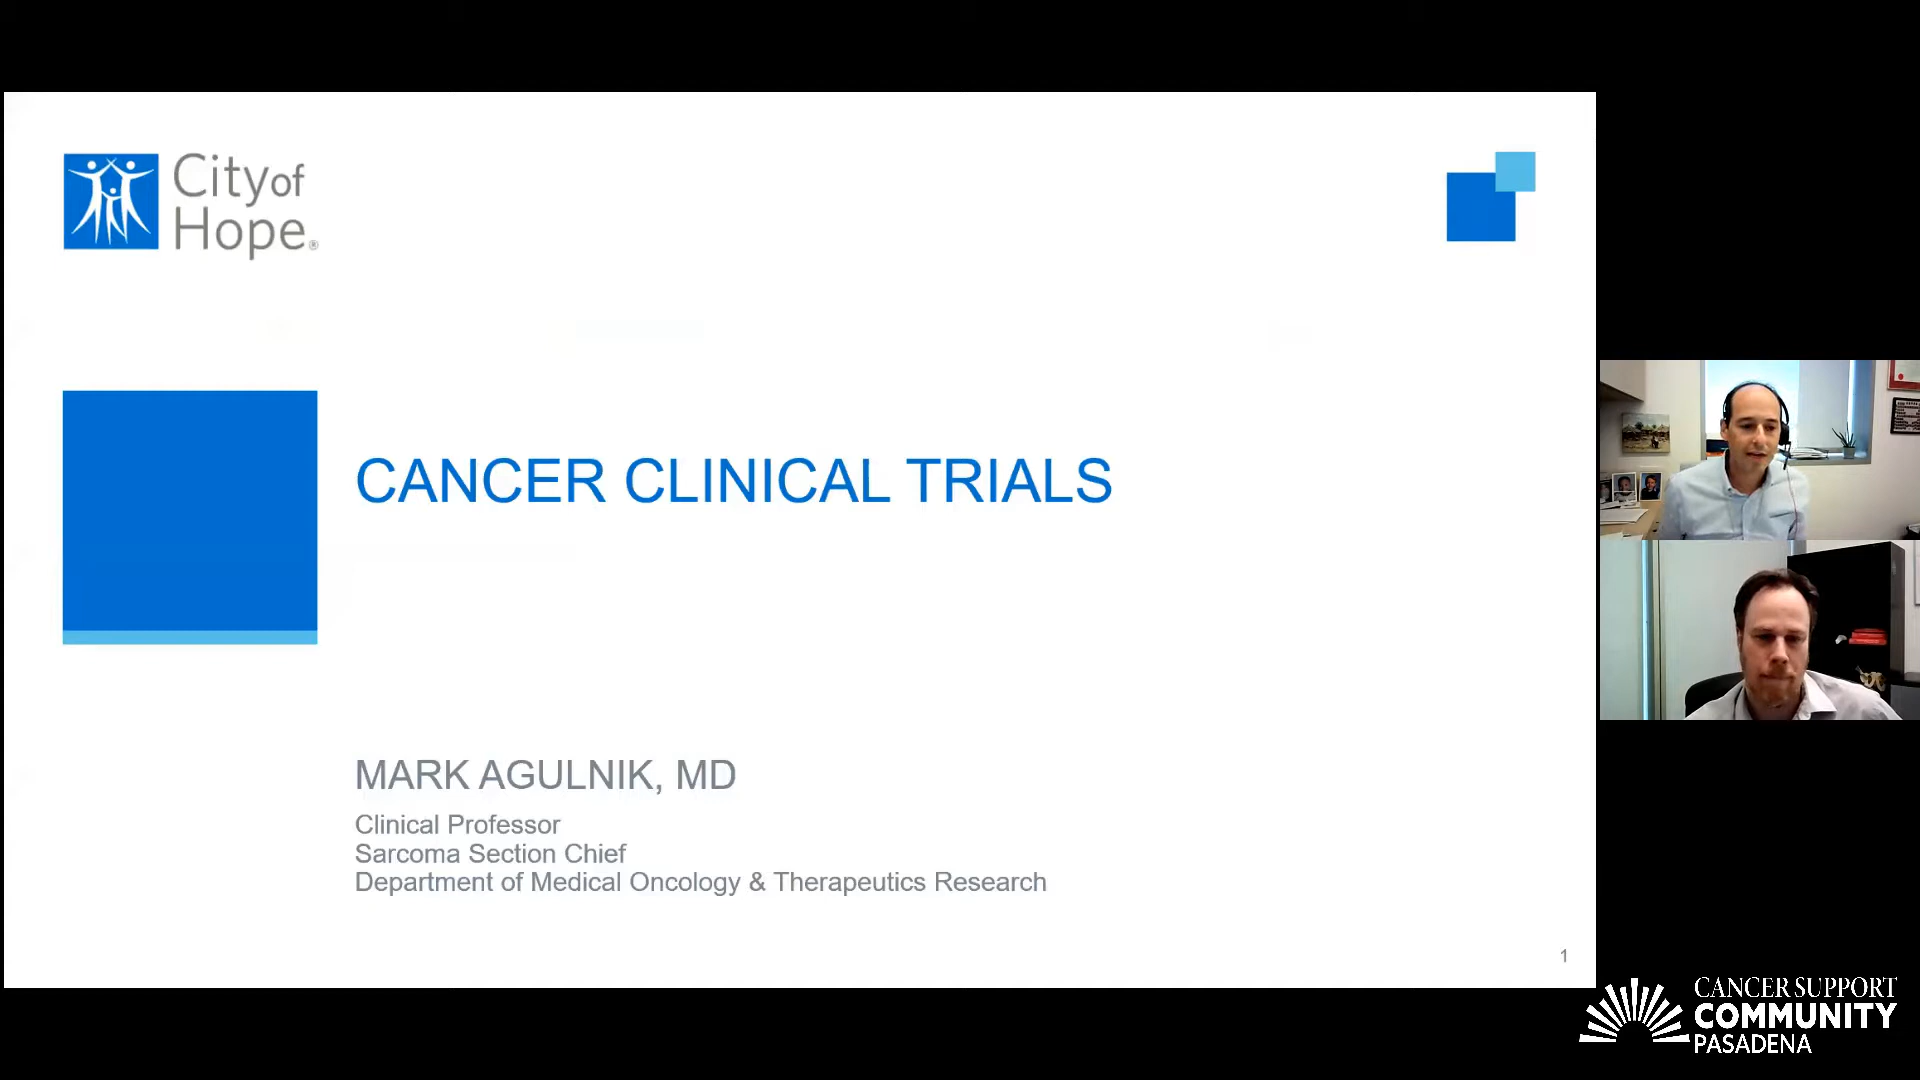 City of
Hope®
CANCER CLINICAL TRIALS
MARK AGULNIK, MD
Clinical Professor
Sarcoma Section Chief
Department of Medical Oncology & Therapeutics Research
1
CANCER SUPPORT
COMMUNITY
PASADENA